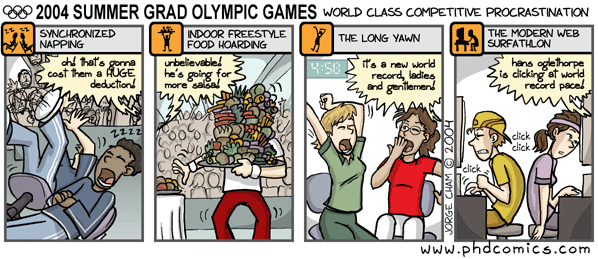 2004 SUMMER GRAD OLYMPIC GAMES WORLD CLASS COMPETITIVE PROCRASTINATION
SYNCHRONIZED
NAPPING
oh! that's gonna
cost them a HUGE
deduction!
ZZZZ
INDOOR FREESTYLE
FOOD HOARDING
unbelievable!
he's going for
more salsa!
THE LONG YAWN
4:58
it's a new world
record, ladies
and gentlemen!
JORGE CHAM © 2004
THE MODERN WEB
SURFATHLON
hans oglethorpe
is clicking at world
record pace!
click
click
click
www.phdcomics.com